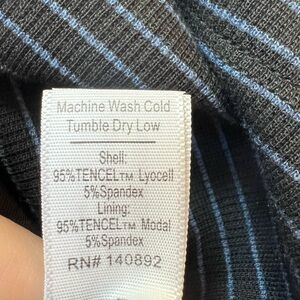 Machine Wash Cold
Tumble Dry Low
Shell:
95%TENCEL™ Lyocell
5%Spandex
Lining:
95%TENCEL™ Modal
5%Spandex
RN# 140892